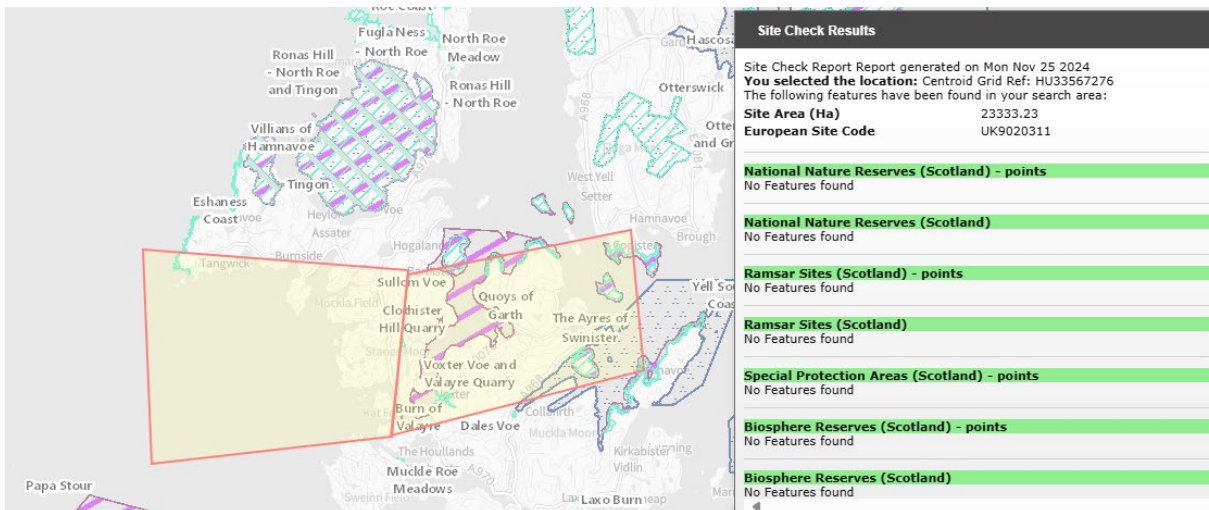 Roe Coast
Fugla Ness
- North Roe
North Roe
Meadow
Ronas Hill
- North Roe
and Tingon
Ronas Hill
- North Roe
Villians of
Hamnavoe
Tingon
Eshaness
Coast
Heylor
Assater
Tangwick
Burnside
Hogaland
Otterswick
West Yell
Setter
Hamnavoe
Brough
A968
Sullom Voe
Muckla Field
Clothister
Hill Quarry
Quoys of
Garth
The Ayres of
Swinister
Voxter Voe and
Valayre Quarry
Burn of
Valayre
Dales Voe
Collafirth
Muckla Moor
The Houllands
Muckle Roe
Meadows
A970
Kirkabister
Vidlin
Laxo Burn
Papa Stour
Site Check Results
Site Check Report Report generated on Mon Nov 25 2024
You selected the location: Centroid Grid Ref: HU33567276
The following features have been found in your search area:
Site Area (Ha) 23333.23
European Site Code UK9020311
National Nature Reserves (Scotland) - points
No Features found
National Nature Reserves (Scotland)
No Features found
Ramsar Sites (Scotland) - points
No Features found
Ramsar Sites (Scotland)
No Features found
Special Protection Areas (Scotland) - points
No Features found
Biosphere Reserves (Scotland) - points
No Features found
Biosphere Reserves (Scotland)
No Features found